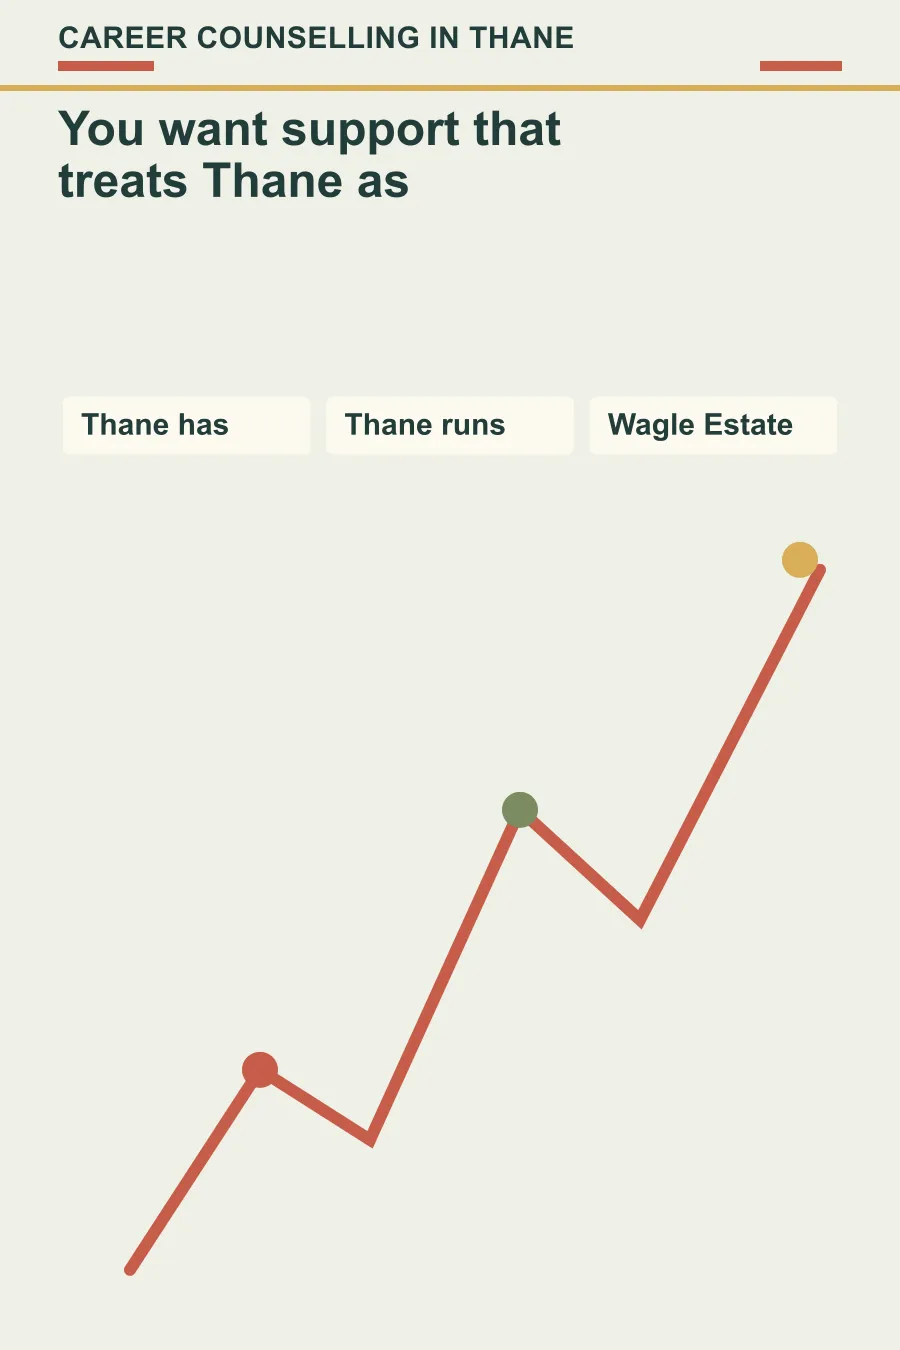 CAREER COUNSELLING IN THANE
You want support that
treats Thane as
Thane has
Thane runs
Wagle Estate